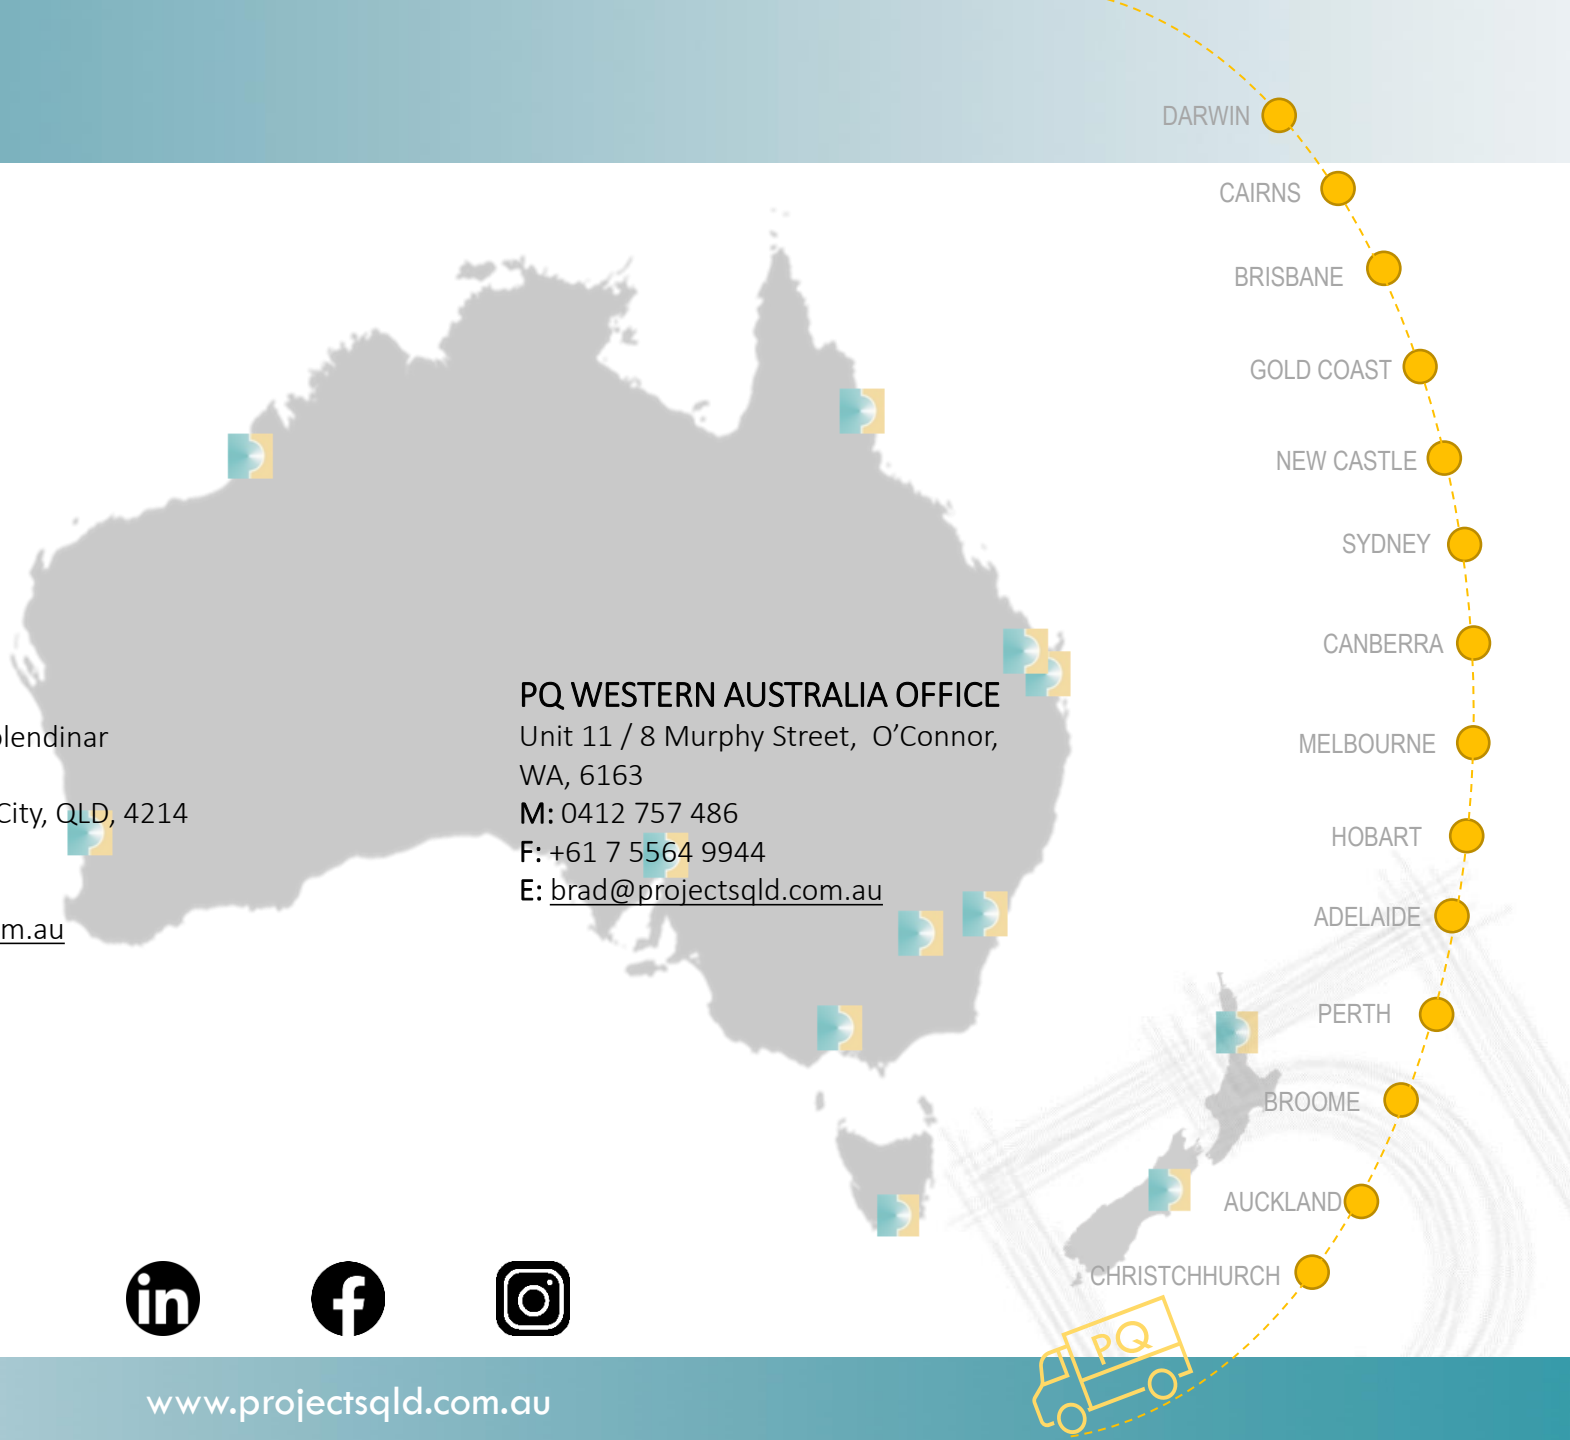 DARWIN
CAIRNS
BRISBANE
GOLD COAST
NEW CASTLE
SYDNEY
CANBERRA
MELBOURNE
HOBART
ADELAIDE
PERTH
BROOME
AUCKLAND
CHRISTCHHURCH
lendinar
City, QLD, 4214
m.au
PQ WESTERN AUSTRALIA OFFICE
Unit 11 / 8 Murphy Street, O’Connor,
WA, 6163
M: 0412 757 486
F: +61 7 5564 9944
E: brad@projectsqld.com.au
in
f
PQ
www.projectsqld.com.au